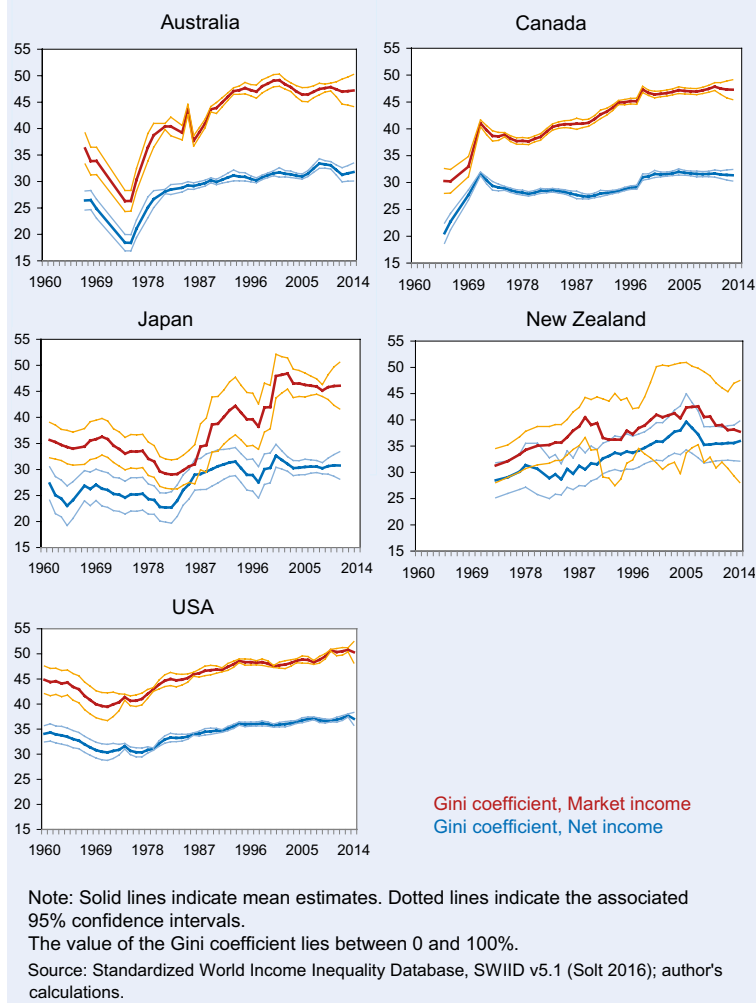 Australia
Canada
55
50
45
40
35
30
25
20
15
1960 1969 1978 1987 1996 2005 2014
55
50
45
40
35
30
25
20
15
1960 1969 1978 1987 1996 2005 2014
Japan
New Zealand
55
50
45
40
35
30
25
20
15
1960 1969 1978 1987 1996 2005 2014
55
50
45
40
35
30
25
20
15
1960 1969 1978 1987 1996 2005 2014
USA
55
50
45
40
35
30
25
20
15
1960 1969 1978 1987 1996 2005 2014
Gini coefficient, Market income
Gini coefficient, Net income
Note: Solid lines indicate mean estimates. Dotted lines indicate the associated
95% confidence intervals.
The value of the Gini coefficient lies between 0 and 100%.
Source: Standardized World Income Inequality Database, SWIID v5.1 (Solt 2016); author's
calculations.